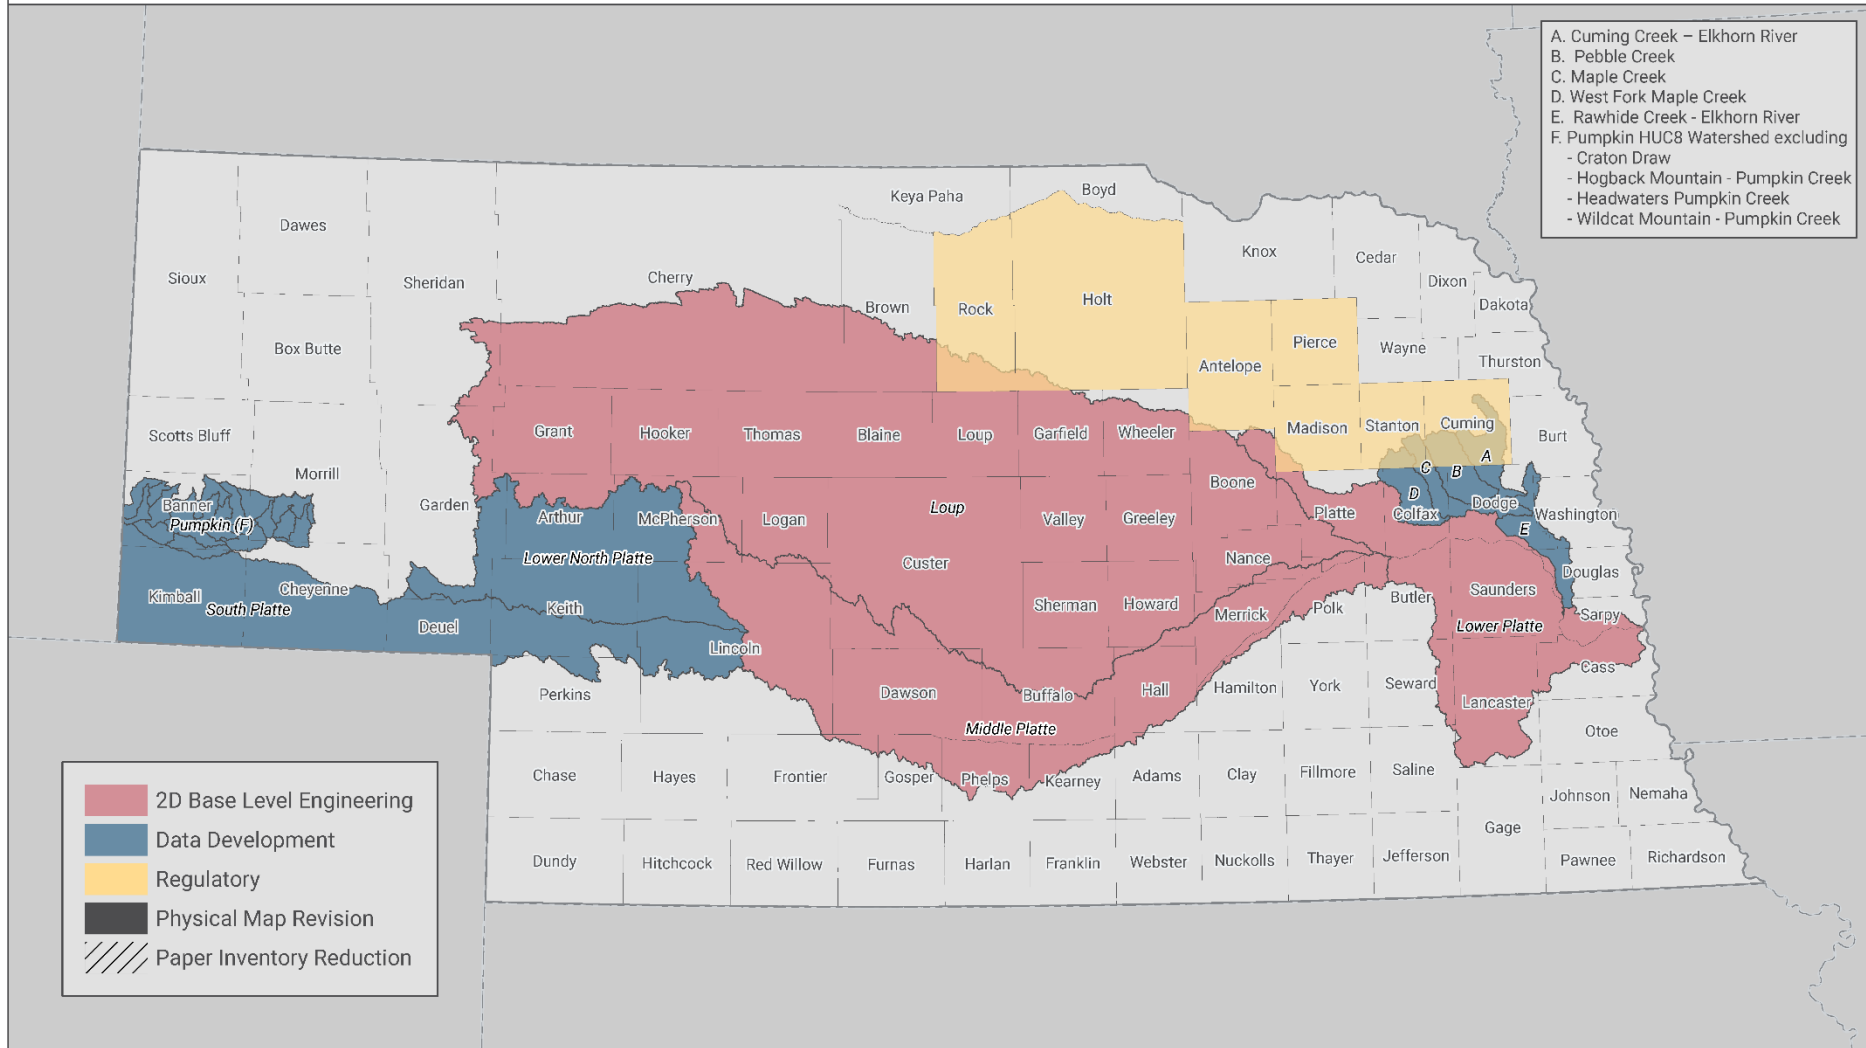 A. Cuming Creek – Elkhorn River
B. Pebble Creek
C. Maple Creek
D. West Fork Maple Creek
E. Rawhide Creek - Elkhorn River
F. Pumpkin HUC8 Watershed excluding
- Craton Draw
- Hogback Mountain - Pumpkin Creek
- Headwaters Pumpkin Creek
- Wildcat Mountain - Pumpkin Creek
Keya Paha
Boyd
Dawes
Sioux
Sheridan
Cherry
Brown
Rock
Holt
Knox
Cedar
Dixon
Dakota
Box Butte
Antelope
Pierce
Wayne
Thurston
Scotts Bluff
Morrill
Garden
Grant
Hooker
Thomas
Blaine
Loup
Garfield
Wheeler
Madison
Stanton
Cuming
Burt
A
B
C
D
E
Banner
Pumpkin (F)
Arthur
McPherson
Logan
Loup
Valley
Greeley
Boone
Platte
Colfax
Dodge
Washington
Lower North Platte
Custer
Nance
Douglas
Kimball
Cheyenne
South Platte
Deuel
Keith
Lincoln
Sherman
Howard
Merrick
Polk
Butler
Saunders
Lower Platte
Sarpy
Cass
Perkins
Dawson
Buffalo
Hall
Hamilton
York
Seward
Lancaster
Middle Platte
Otoe
Chase
Hayes
Frontier
Gosper
Phelps
Kearney
Adams
Clay
Fillmore
Saline
Johnson
Nemaha
Gage
Dundy
Hitchcock
Red Willow
Furnas
Harlan
Franklin
Webster
Nuckolls
Thayer
Jefferson
Pawnee
Richardson
2D Base Level Engineering
Data Development
Regulatory
Physical Map Revision
Paper Inventory Reduction